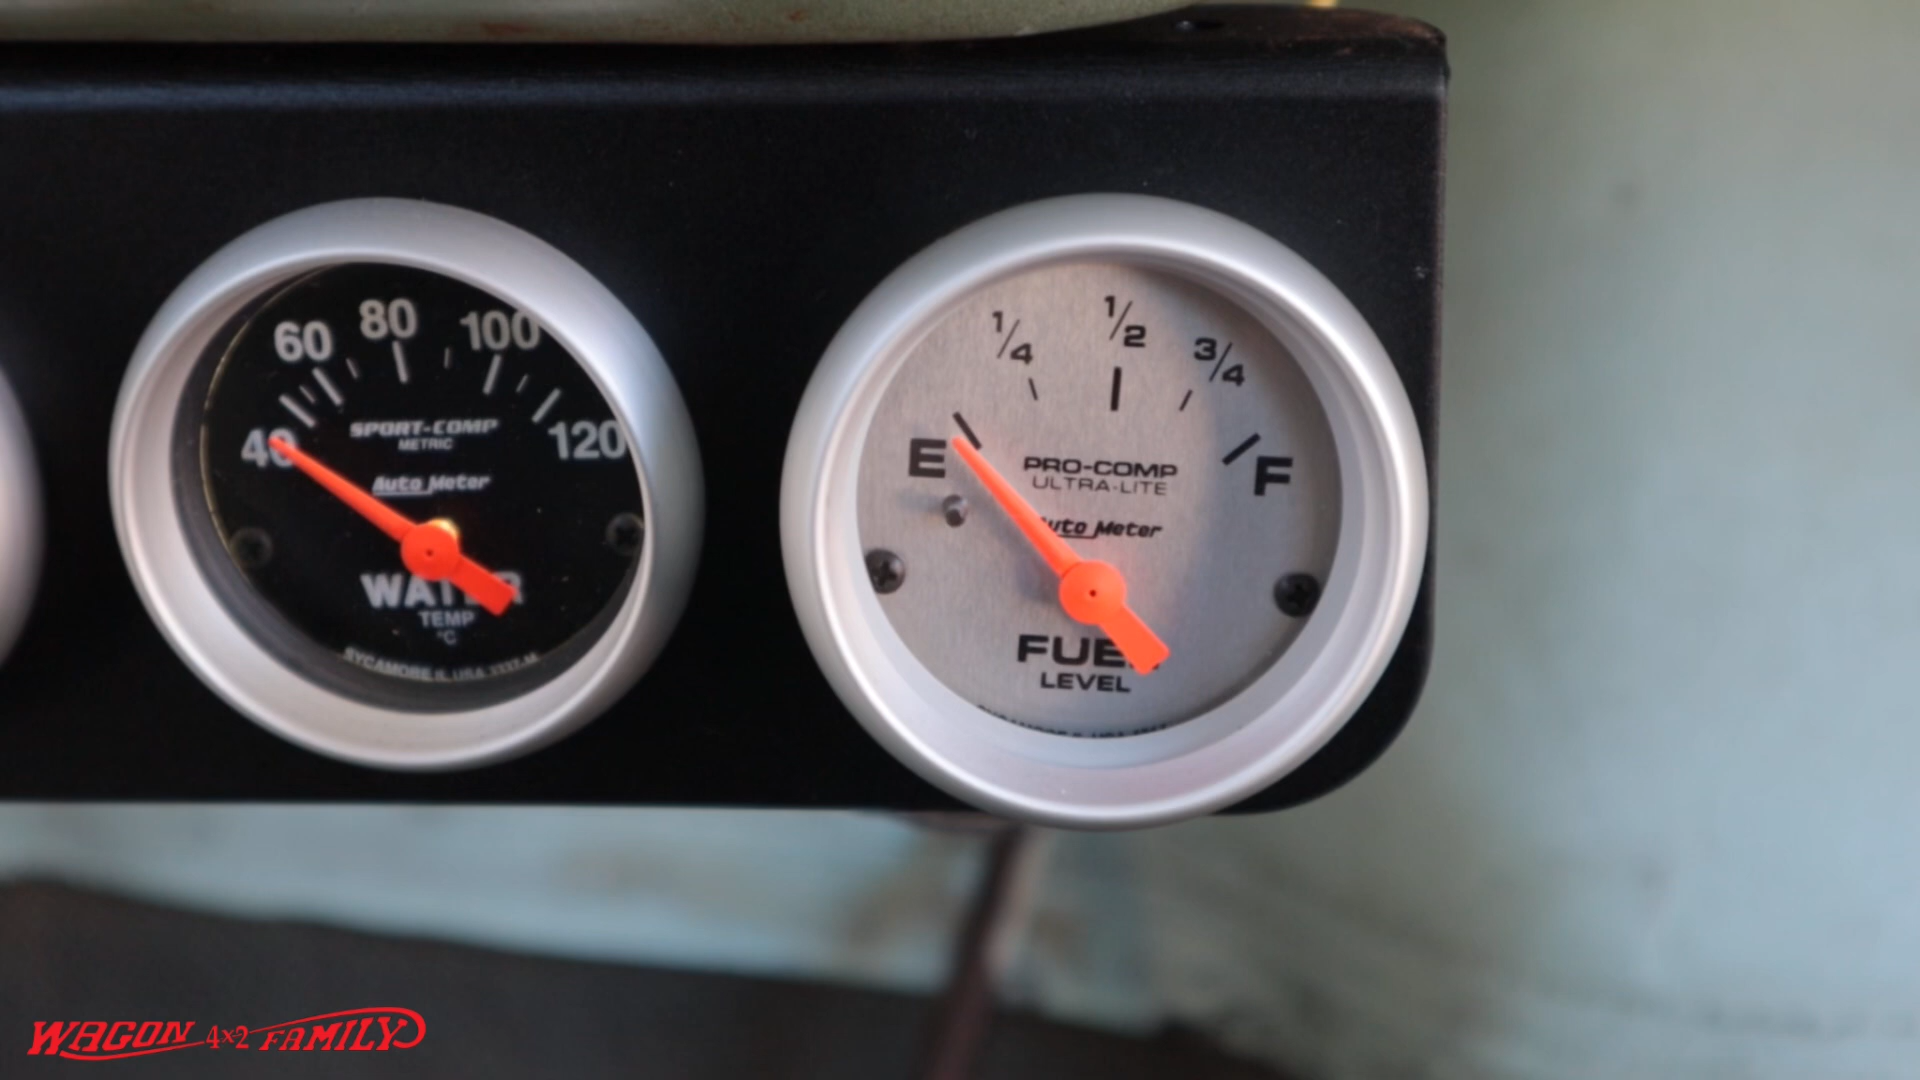 40
60
80
100
120
SPORT-COMP
METRIC
Auto Meter
WATER
TEMP
°C
SYCAMORE IL USA 3337-M
E
1/4
1/2
3/4
F
PRO-COMP
ULTRA-LITE
Auto Meter
FUEL
LEVEL
WAGON 4x2 FAMILY